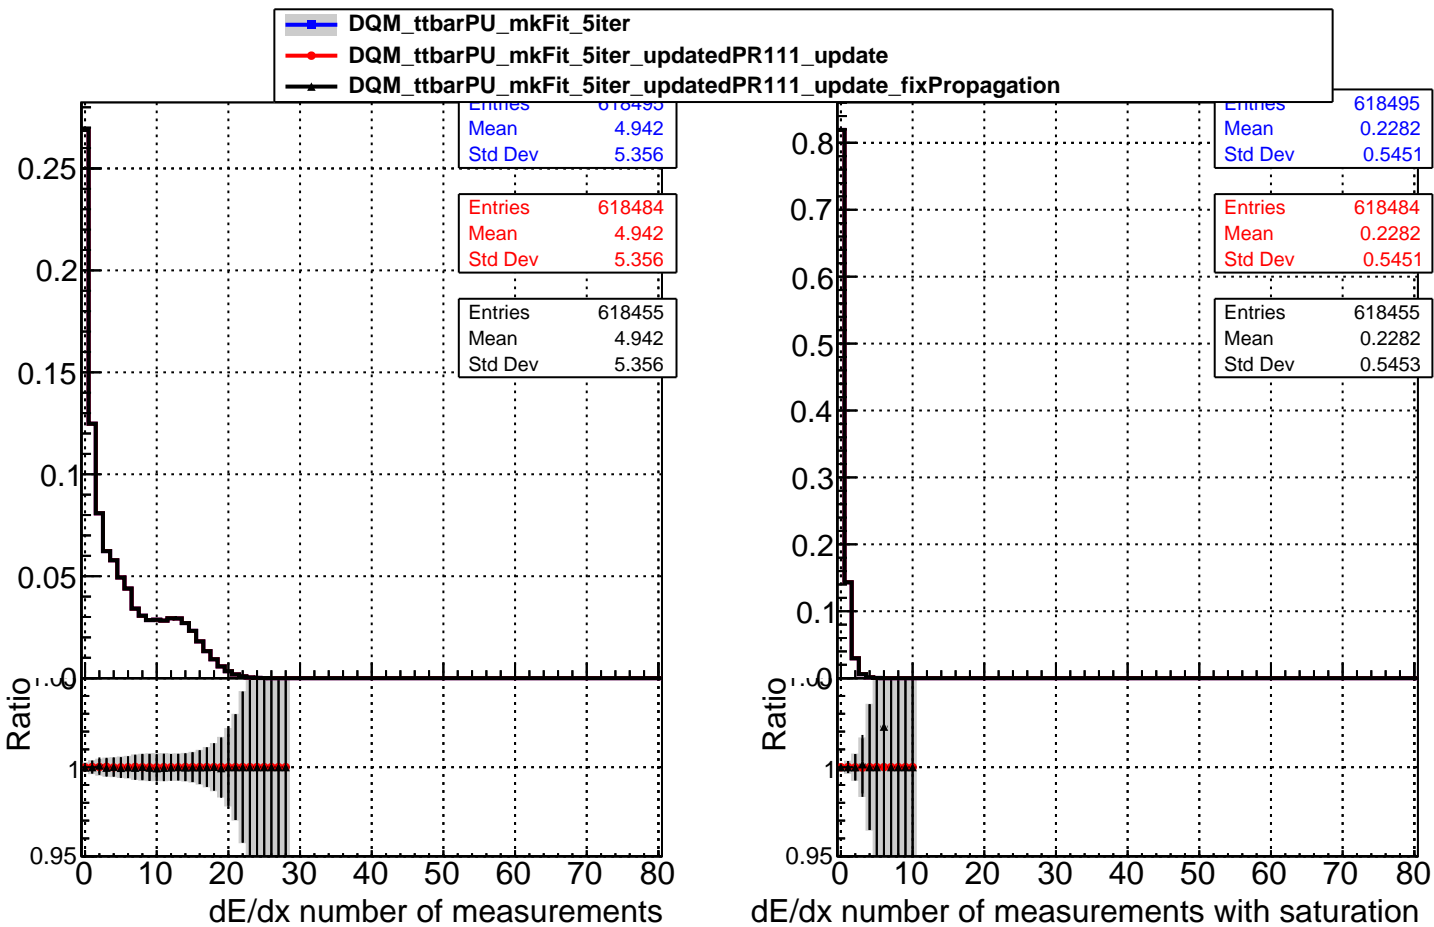 DQM_ttbarPU_mkFit_5iter
DQM_ttbarPU_mkFit_5iter_updatedPR111_update
DQM_ttbarPU_mkFit_5iter_updatedPR111_update_fixPropagation
Entries 618495
Mean 4.942
Std Dev 5.356
Entries 618484
Mean 4.942
Std Dev 5.356
Entries 618455
Mean 4.942
Std Dev 5.356
0.25
0.2
0.15
0.1
0.05
0
Ratio
1
0.95
0 10 20 30 40 50 60 70 80
dE/dx number of measurements
Entries 618495
Mean 0.2282
Std Dev 0.5451
Entries 618484
Mean 0.2282
Std Dev 0.5451
Entries 618455
Mean 0.2282
Std Dev 0.5453
0.8
0.7
0.6
0.5
0.4
0.3
0.2
0.1
0
Ratio
1
0.95
0 10 20 30 40 50 60 70 80
dE/dx number of measurements with saturation